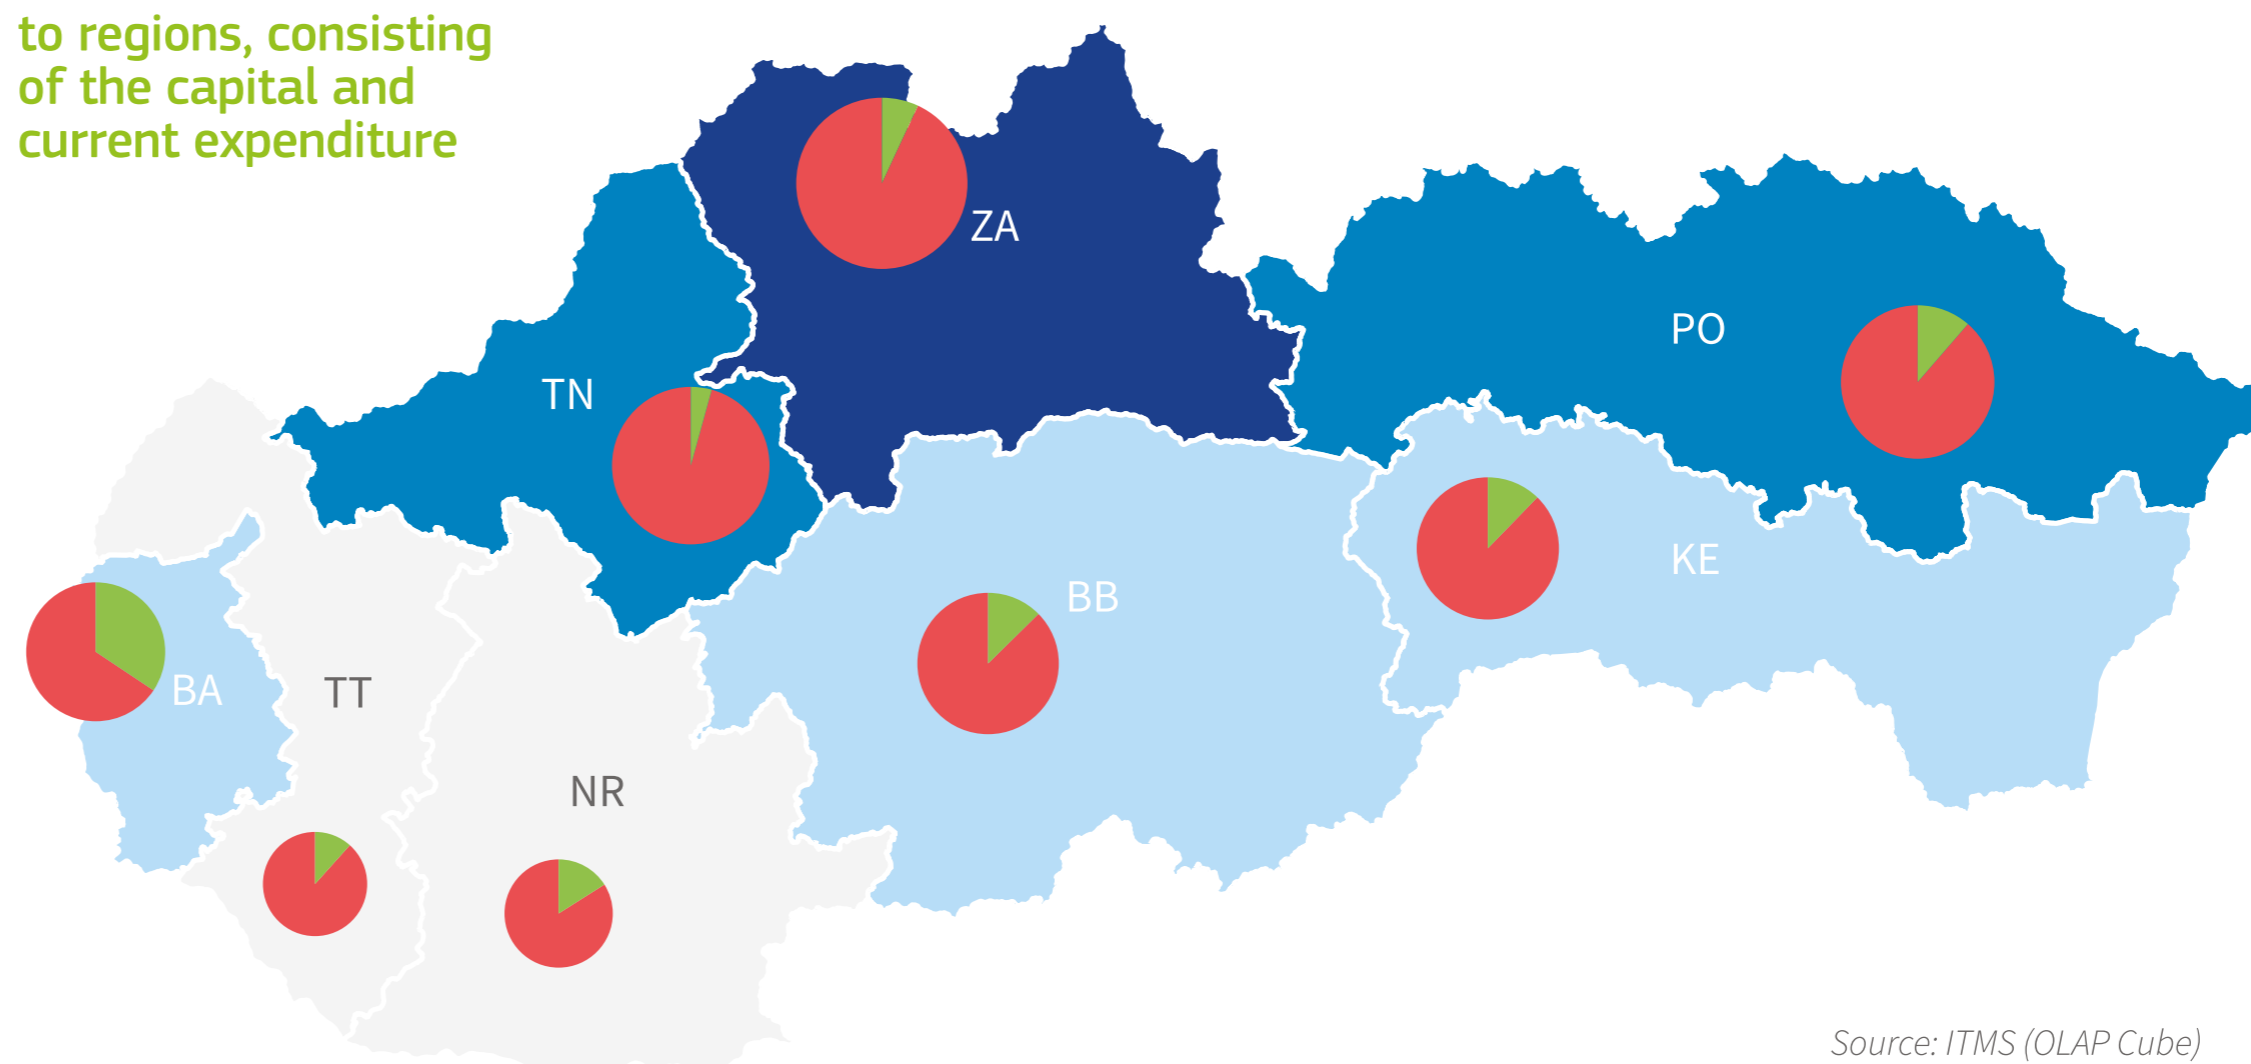 to regions, consisting
of the capital and
current expenditure
ZA
PO
TN
KE
BB
BA
TT
NR
Source: ITMS (OLAP Cube)